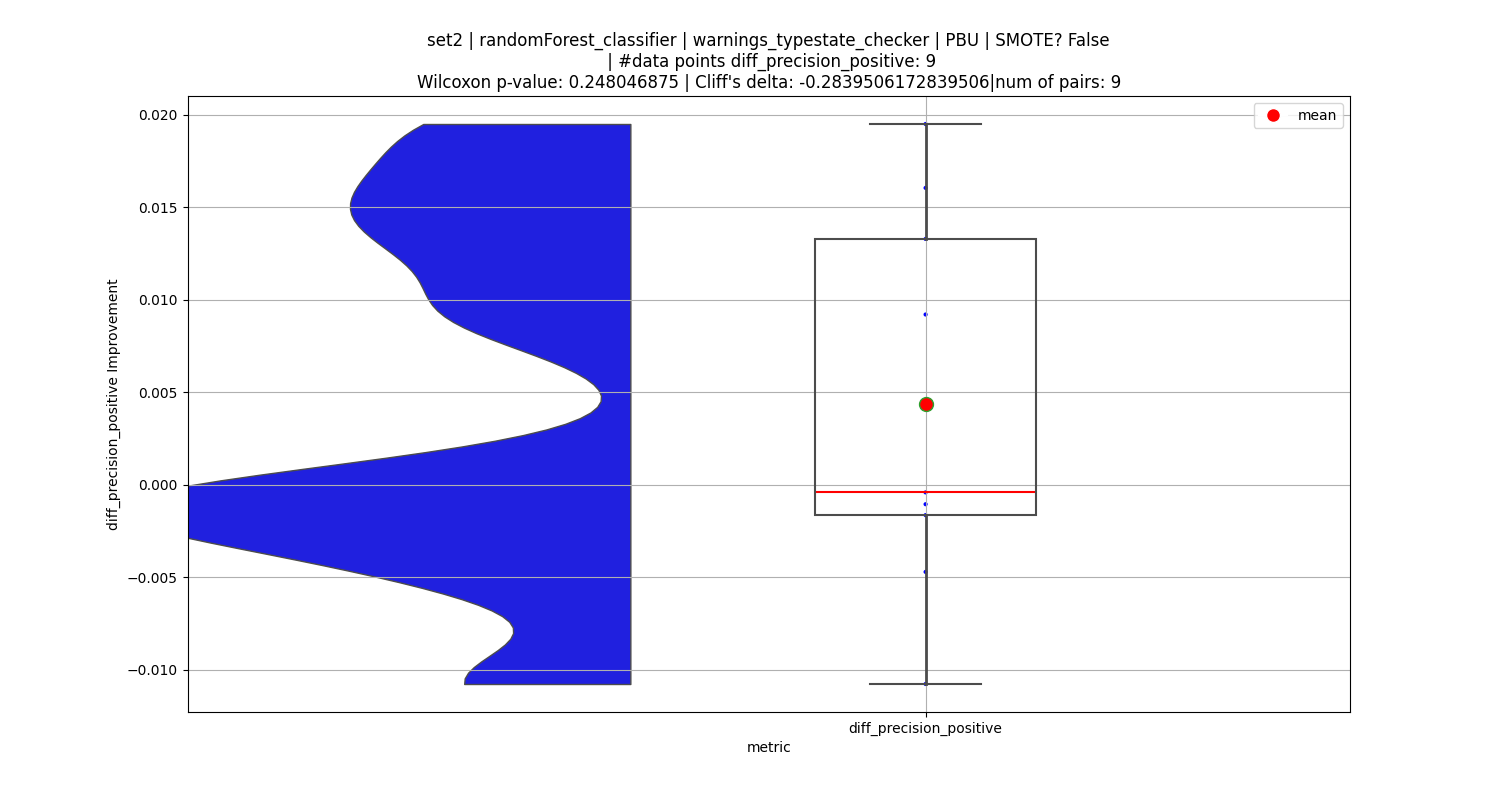 set2 | randomForest_classifier | warnings_typestate_checker | PBU | SMOTE? False
| #data points diff_precision_positive: 9
Wilcoxon p-value: 0.248046875 | Cliff's delta: -0.2839506172839506|num of pairs: 9
mean
0.020
0.015
0.010
0.005
0.000
−0.005
−0.010
diff_precision_positive Improvement
diff_precision_positive
metric